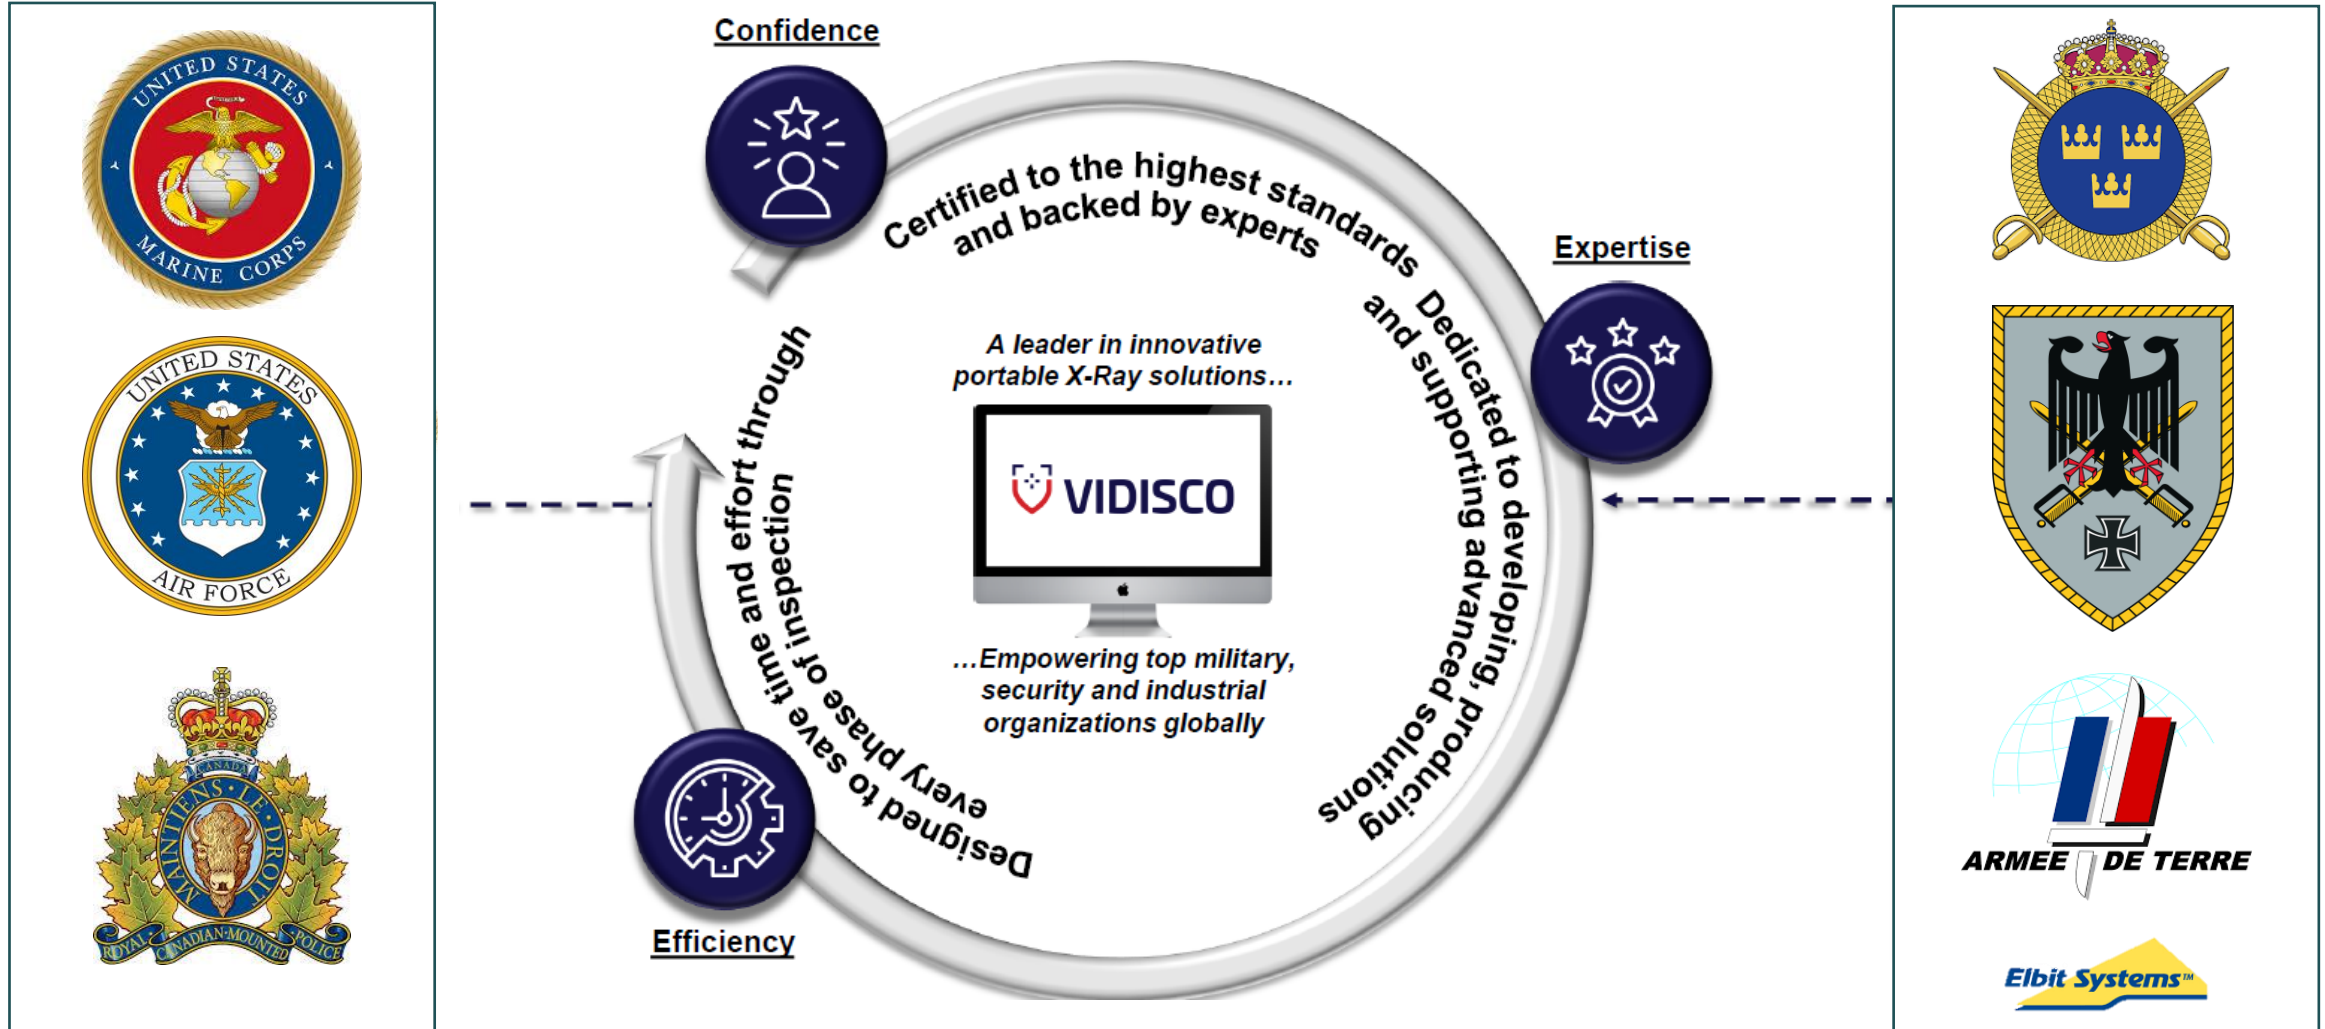 UNITED STATES
MARINE CORPS
UNITED STATES
AIR FORCE
CANADA
MAINTIENS LE DROIT
ROYAL CANADIAN MOUNTED POLICE
Confidence
Certified to the highest standards
and backed by experts
Expertise
Dedicated to developing, producing
and supporting advanced solutions
A leader in innovative
portable X-Ray solutions...
VIDISCO
...Empowering top military,
security and industrial
organizations globally
Designed to save time and effort through
every phase of inspection
Efficiency
ARMEE DE TERRE
Elbit Systems™